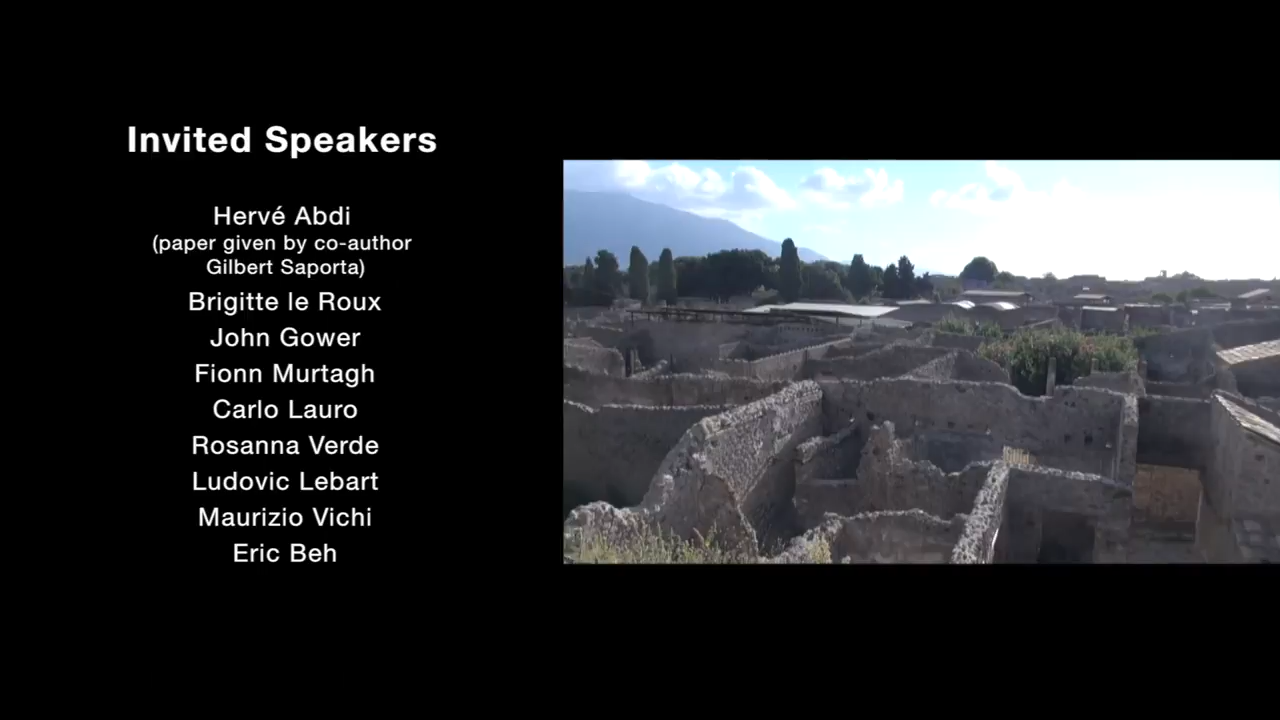 Invited Speakers
Hervé Abdi
(paper given by co-author
Gilbert Saporta)
Brigitte le Roux
John Gower
Fionn Murtagh
Carlo Lauro
Rosanna Verde
Ludovic Lebart
Maurizio Vichi
Eric Beh